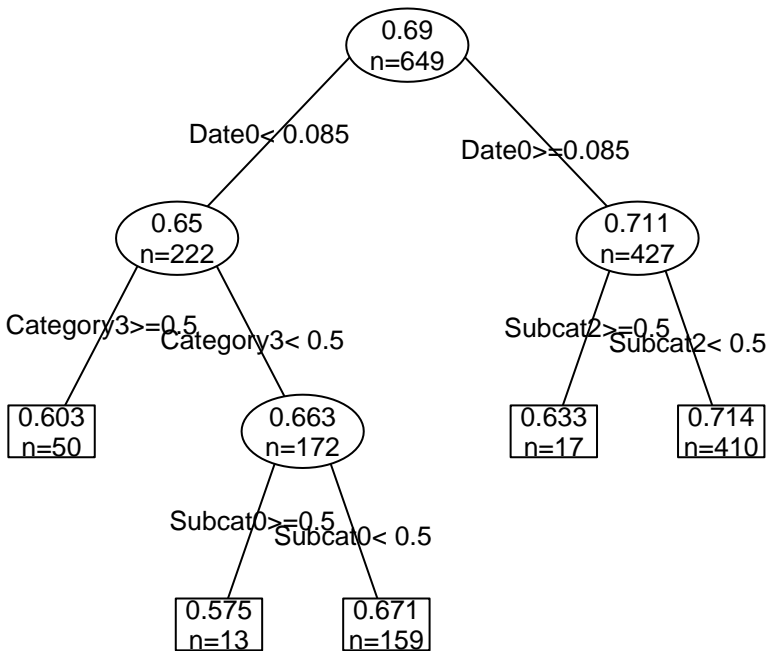 0.69
n=649
Date0< 0.085
Date0>=0.085
0.65
n=222
0.711
n=427
Category3>=0.5
Category3< 0.5
Subcat2>=0.5
Subcat2< 0.5
0.603
n=50
0.663
n=172
0.633
n=17
0.714
n=410
Subcat0>=0.5
Subcat0< 0.5
0.575
n=13
0.671
n=159